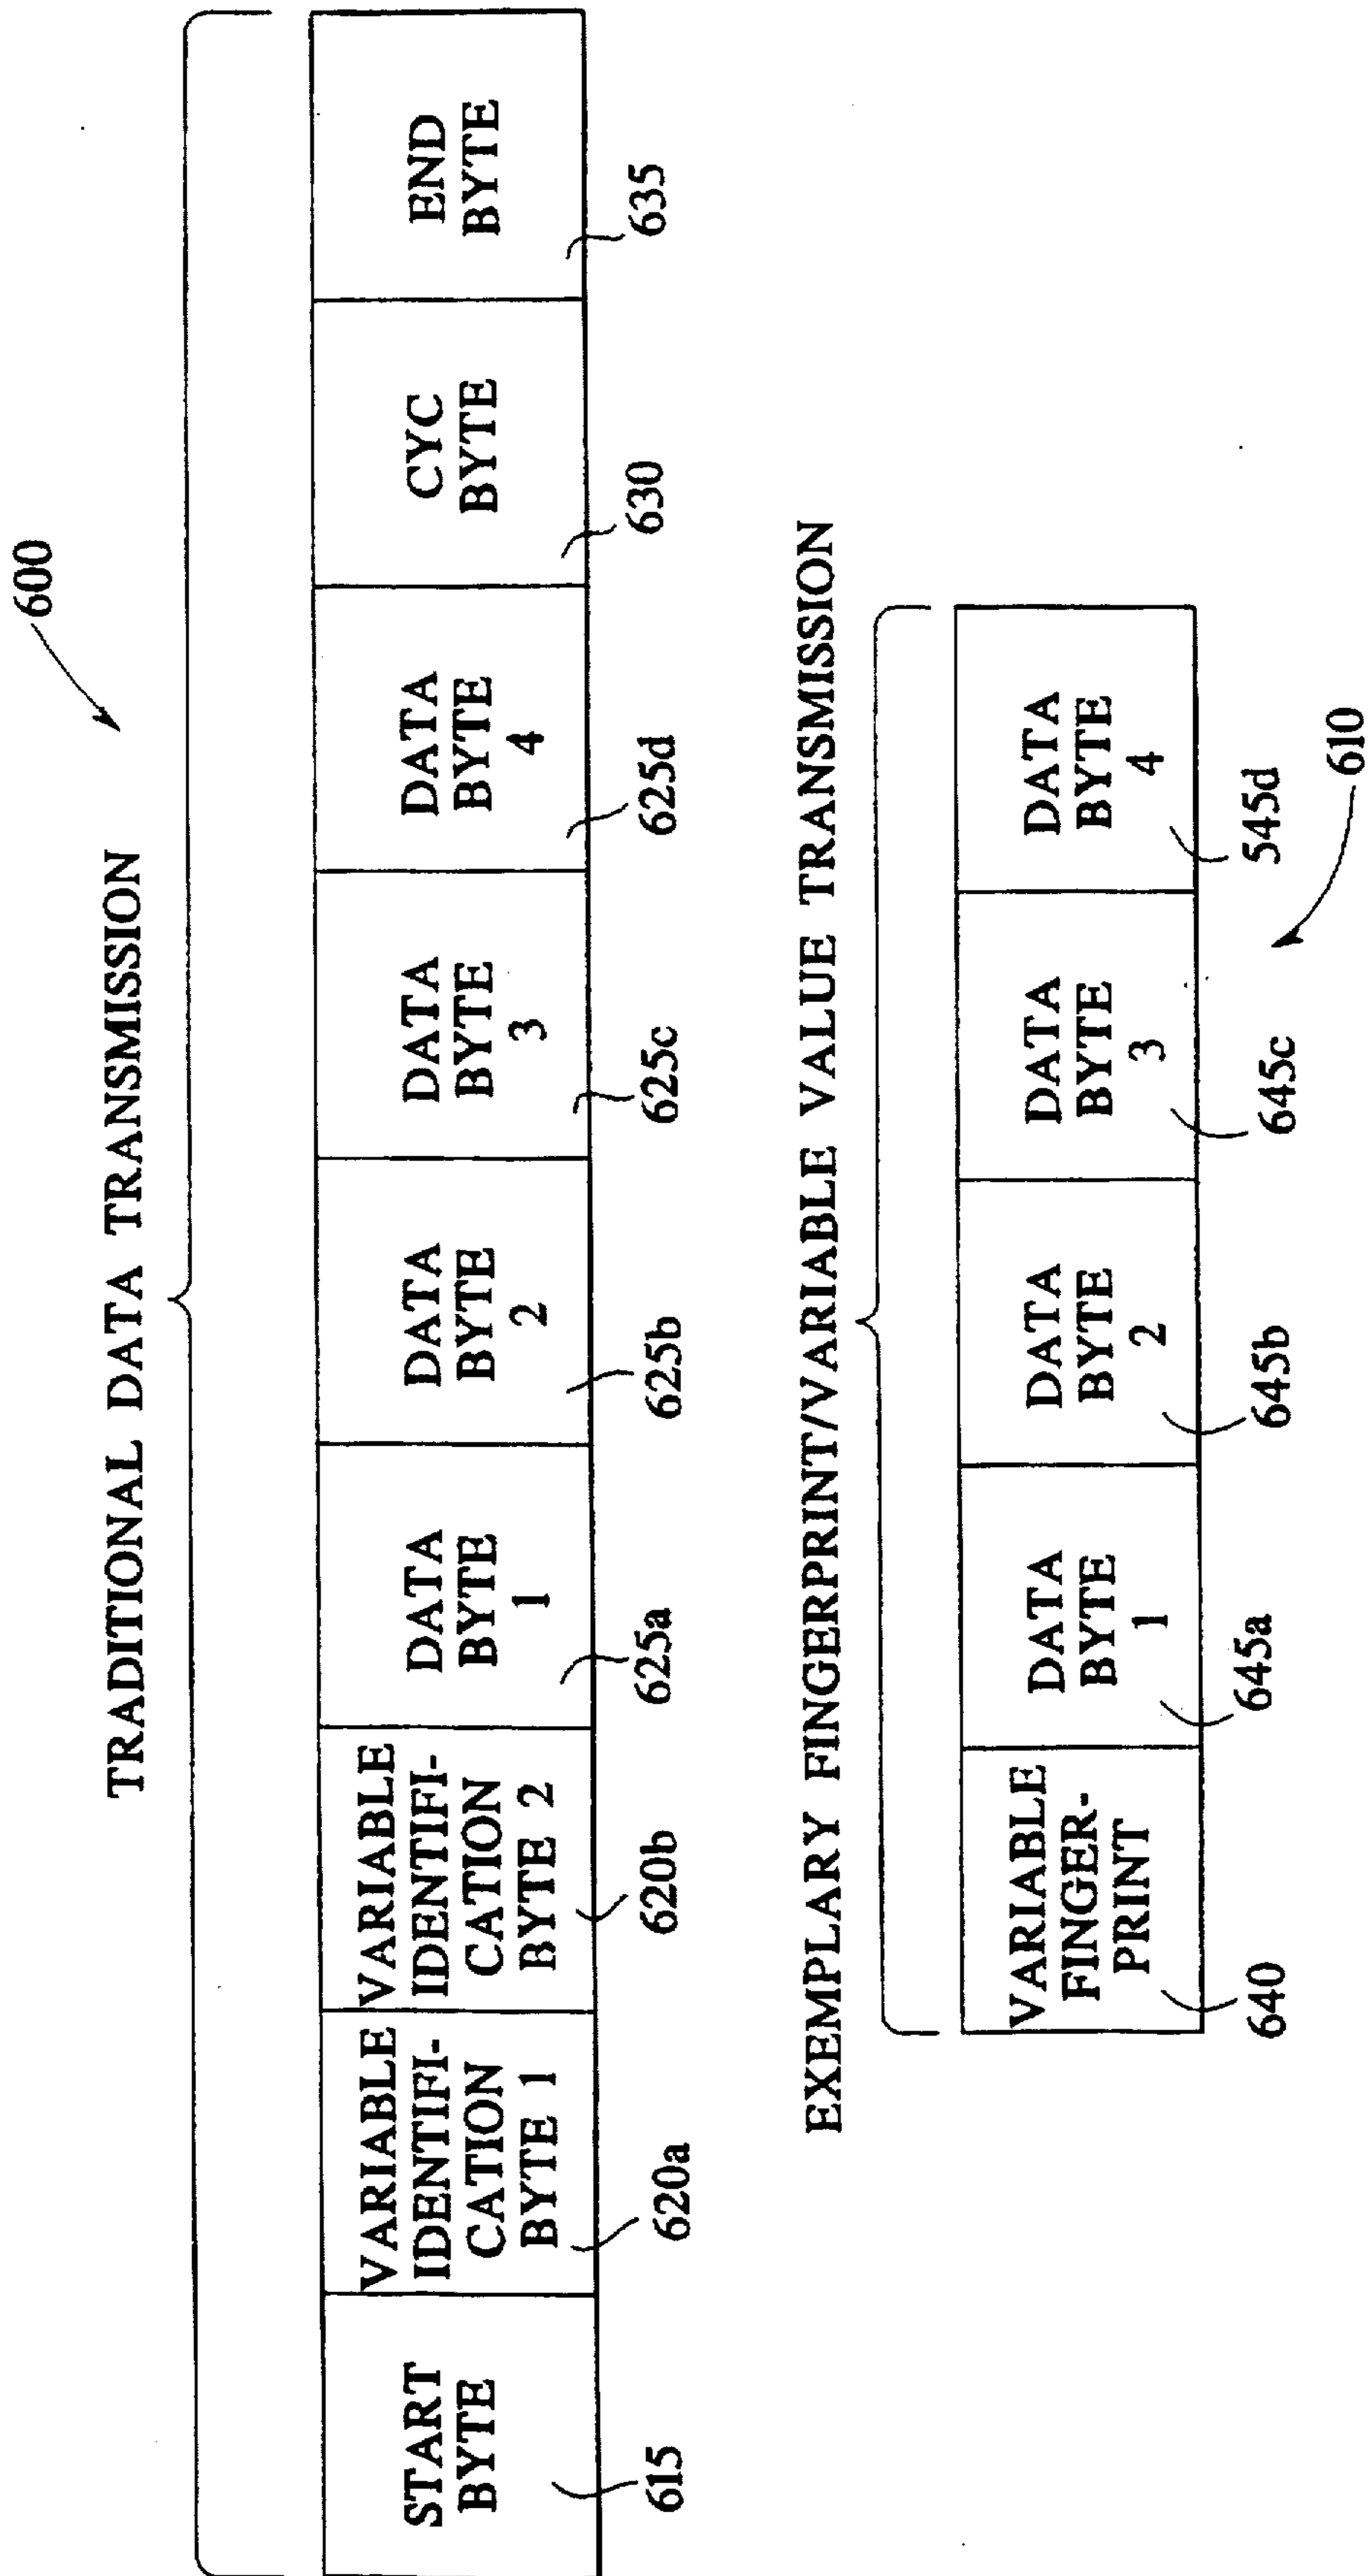 600
TRADITIONAL DATA TRANSMISSION
START
BYTE
615
VARIABLE
IDENTIFI-
CATION
BYTE 1
620a
VARIABLE
IDENTIFI-
CATION
BYTE 2
620b
DATA
BYTE
1
625a
DATA
BYTE
2
625b
DATA
BYTE
3
625c
DATA
BYTE
4
625d
CYC
BYTE
630
END
BYTE
635
EXEMPLARY FINGERPRINT/VARIABLE VALUE TRANSMISSION
VARIABLE
FINGER-
PRINT
640
DATA
BYTE
1
645a
DATA
BYTE
2
645b
DATA
BYTE
3
645c
DATA
BYTE
4
545d
610